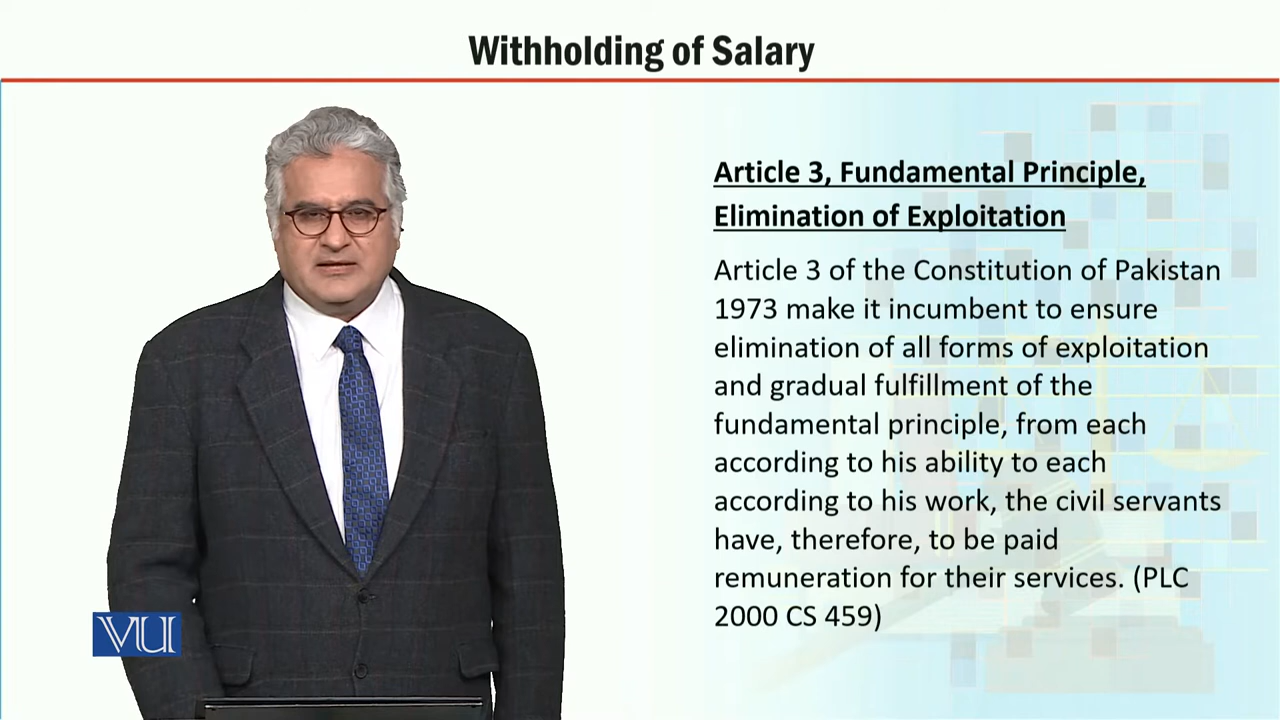 Withholding of Salary
Article 3, Fundamental Principle,
Elimination of Exploitation
Article 3 of the Constitution of Pakistan
1973 make it incumbent to ensure
elimination of all forms of exploitation
and gradual fulfillment of the
fundamental principle, from each
according to his ability to each
according to his work, the civil servants
have, therefore, to be paid
remuneration for their services. (PLC
2000 CS 459)
VU